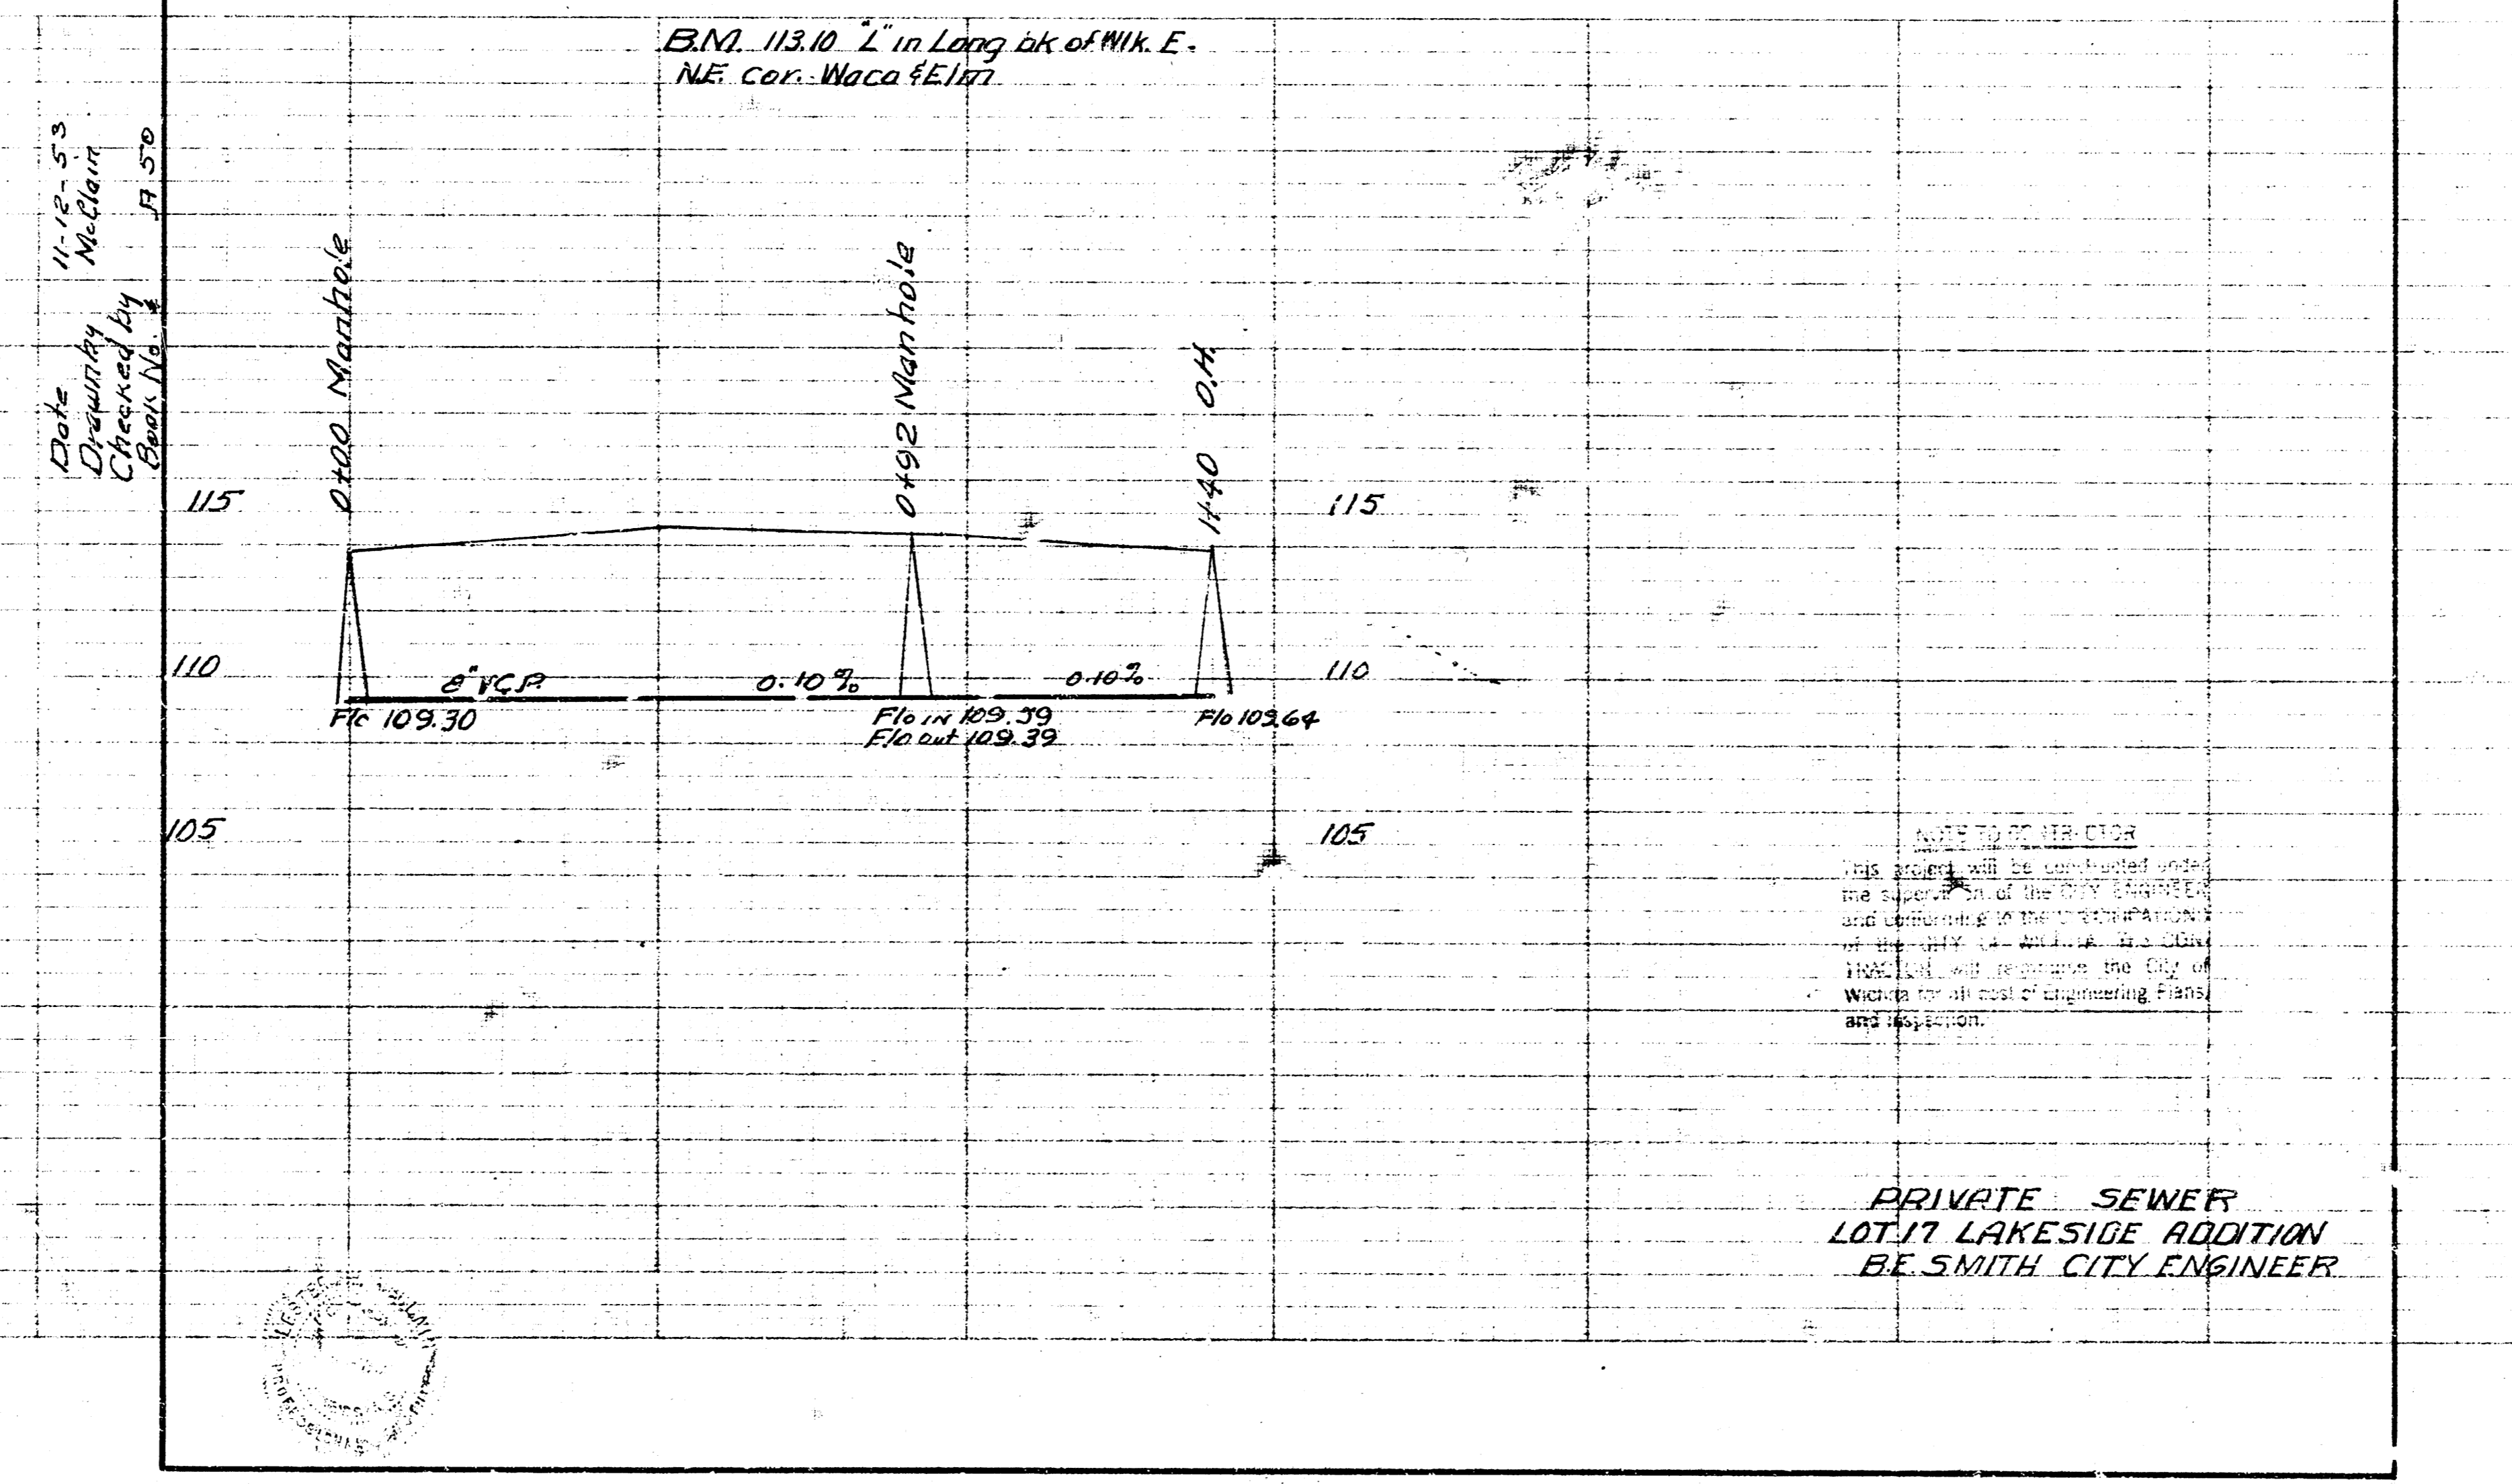 B.M. 113.10 "L" in Long bk of Wlk. E.
N.E. cor. Waco & Elm
Date 11-12-53
Drawn by McClain
Checked by
Book No. # A 50
0+00 Manhole
0+92 Manhole
1+40 O.H.
115
115
110
110
8" V.C.P.
0.10%
0.10%
Flo 109.30
Flo in 109.59
Flo out 109.39
Flo 109.64
105
105
NOTE TO CONTRACTOR
This project will be constructed under
the supervision of the CITY ENGINEER
and conforming to the SPECIFICATIONS
of the CITY OF WICHITA. The CON-
TRACTOR will reimburse the City of
Wichita for all cost of Engineering, Plans,
and Inspection.
PRIVATE SEWER
LOT 17 LAKESIDE ADDITION
B.E. SMITH CITY ENGINEER